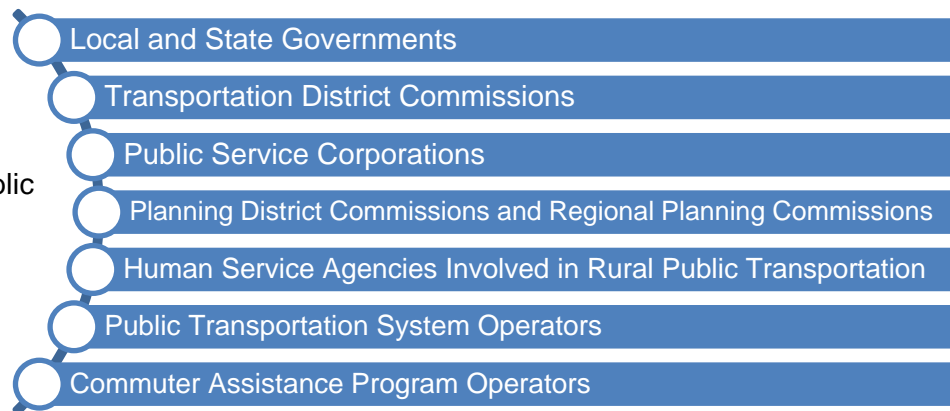 Local and State Governments
Transportation District Commissions
Public Service Corporations
Planning District Commissions and Regional Planning Commissions
Human Service Agencies Involved in Rural Public Transportation
Public Transportation System Operators
Commuter Assistance Program Operators